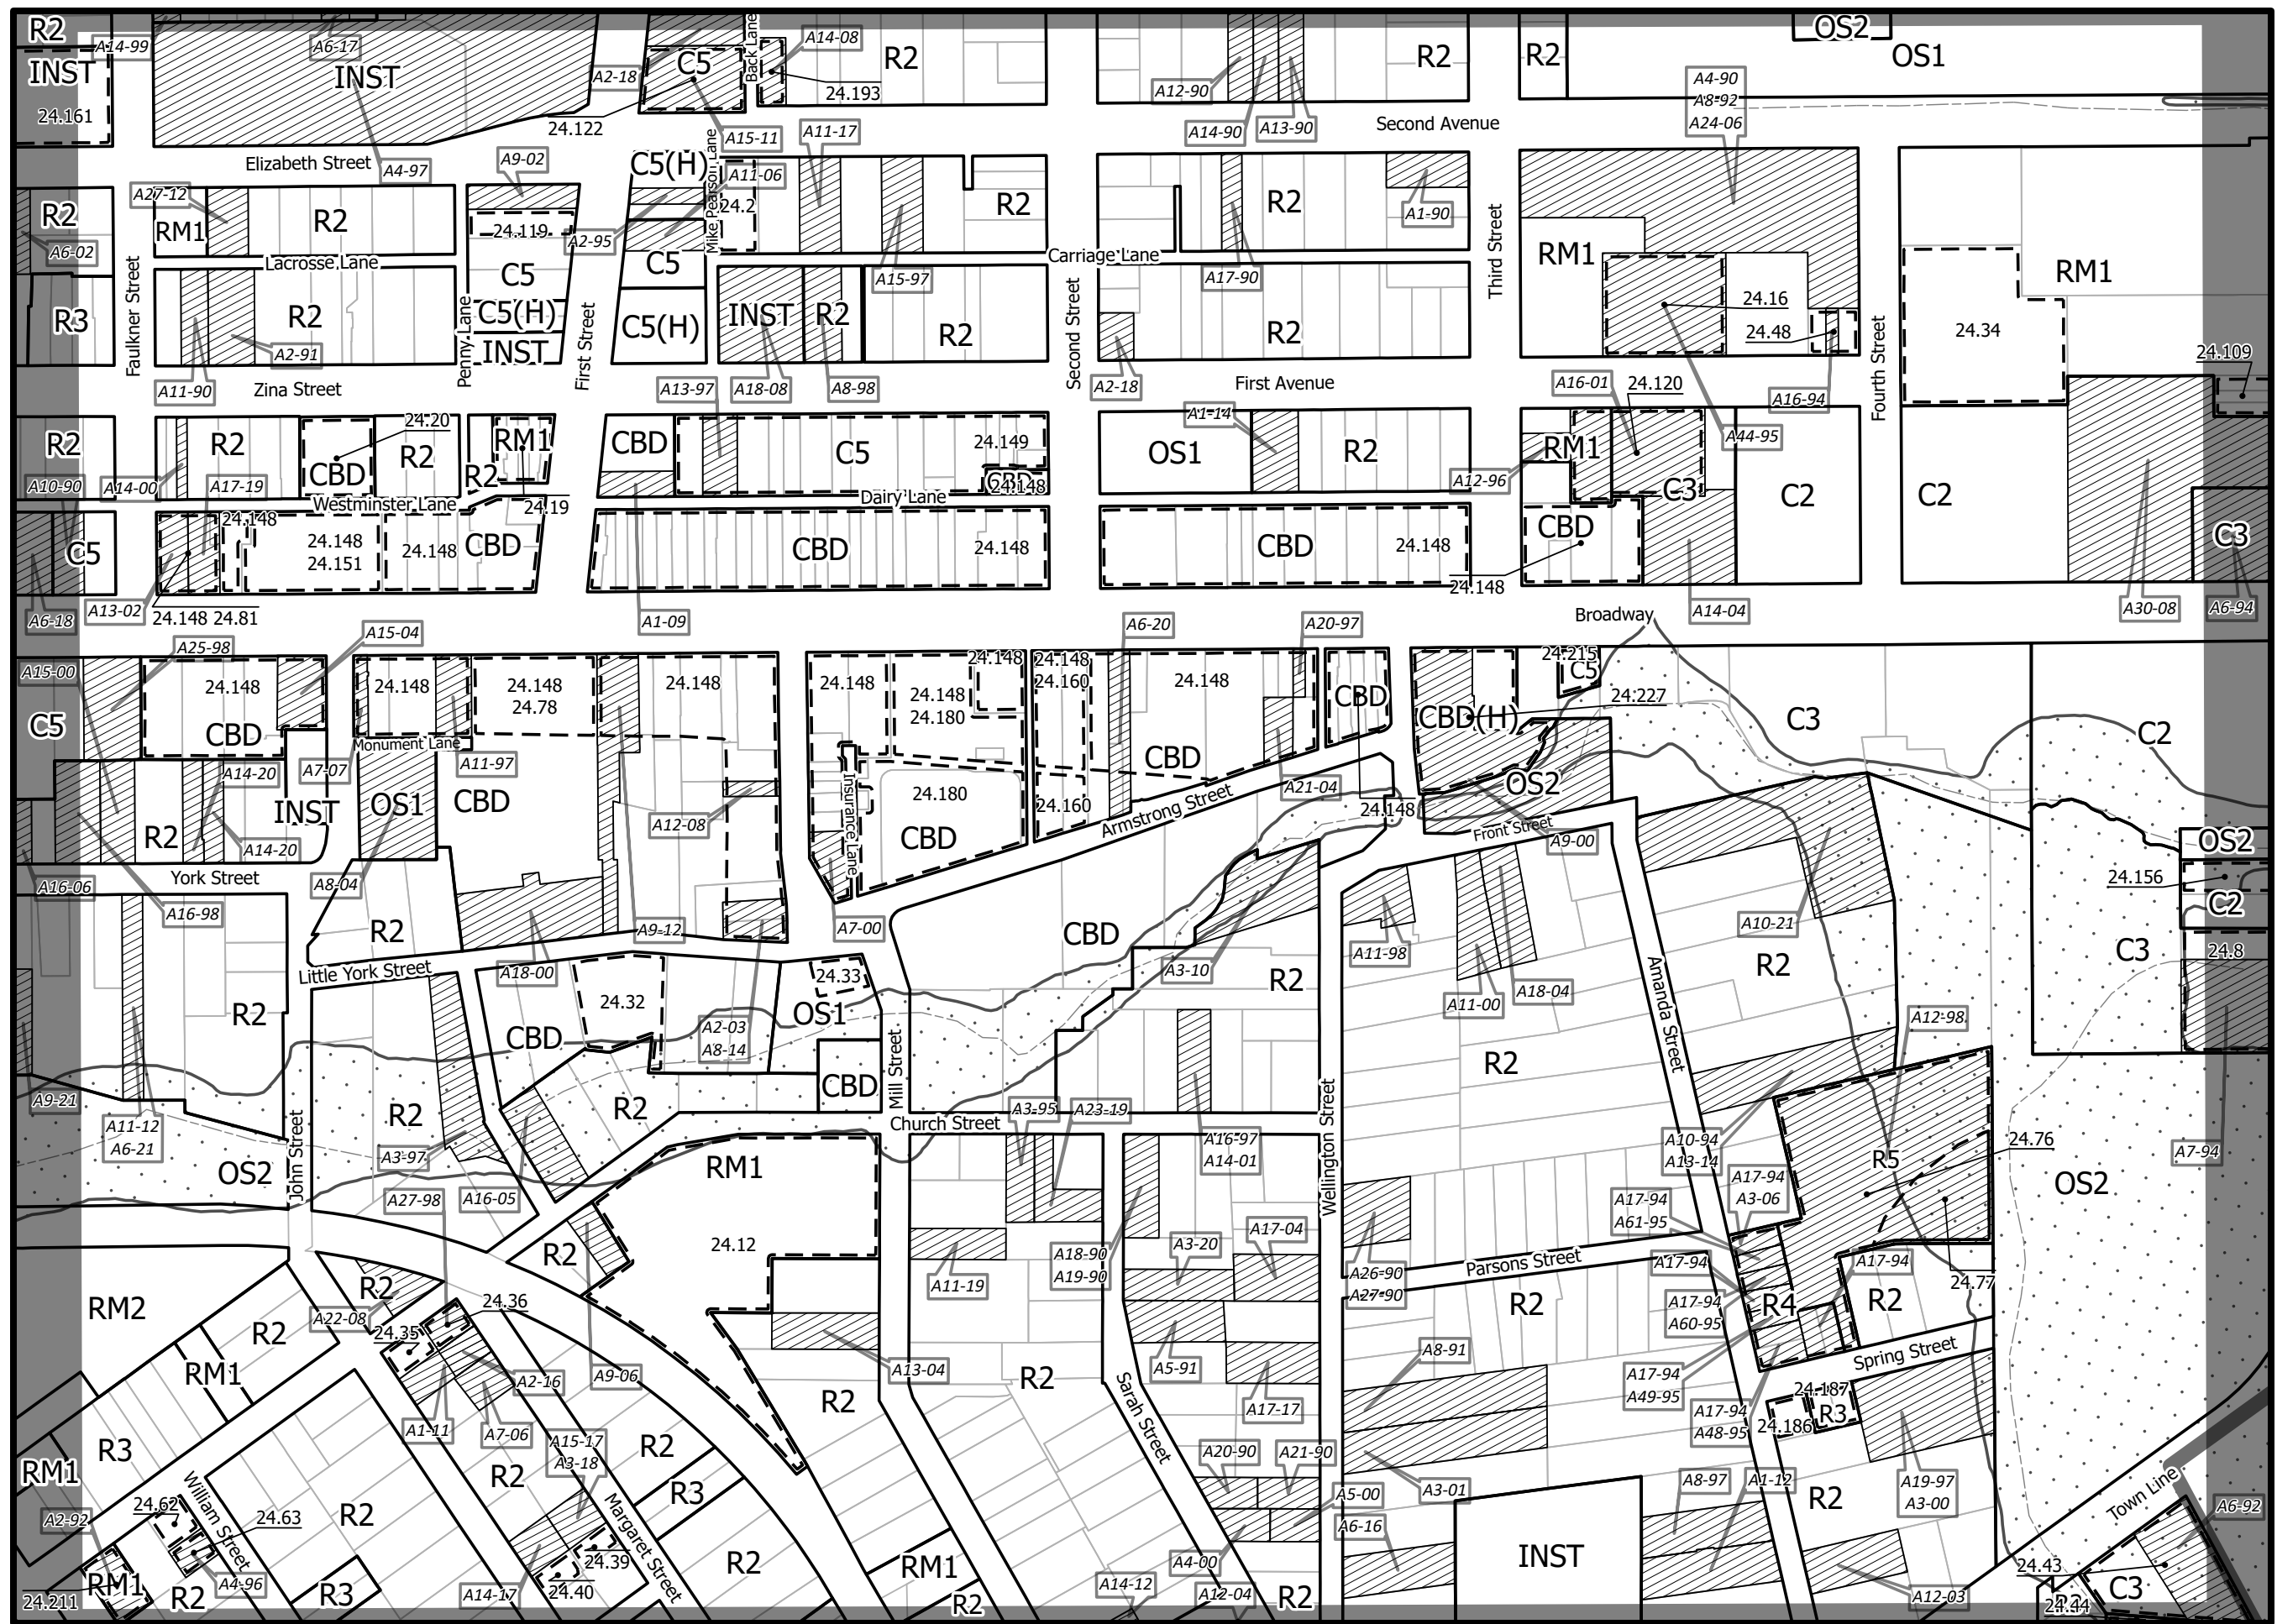 R2
A14-99
A6-17
INST
INST
24.161
A2-18
C5
Back Lane
A14-08
24.193
R2
24.122
A15-11
A12-90
A14-90
A13-90
R2
R2
OS2
OS1
A4-90
A8-92
A24-06
Second Avenue
Elizabeth Street
A4-97
A9-02
C5(H)
Mike Pearson Lane
A11-17
A11-06
24.2
A27-12
R2
A6-02
RM1
R2
24.119
A2-95
C5
C5
R2
A15-97
R2
A17-90
A1-90
Third Street
RM1
RM1
Lacrosse Lane
Carriage Lane
Faulkner Street
R3
R2
A2-91
A11-90
Penny Lane
C5(H)
INST
First Street
C5(H)
INST
R2
R2
Second Street
R2
24.16
24.48
Fourth Street
24.34
24.109
Zina Street
A13-97
A18-08
A8-98
A2-18
First Avenue
A16-01
24.120
A16-94
A44-95
R2
R2
24.20
CBD
R2
RM1
R2
CBD
C5
24.149
CBD
24.148
OS1
A1-14
R2
RM1
A12-96
C3
C2
C2
A10-90
A14-00
A17-19
Westminster Lane
24.19
Dairy Lane
C5
24.148
24.148
24.151
24.148
CBD
CBD
24.148
CBD
24.148
CBD
24.148
C3
A6-18
A13-02
24.148 24.81
A1-09
A14-04
Broadway
A30-08
A6-94
A15-00
A25-98
A15-04
A6-20
A20-97
24.148
24.148
24.148
24.78
24.148
24.148
24.148
24.148
24.180
24.148
24.160
24.148
CBD
CBD(H)
24.215
C5
24.227
C3
C2
C5
CBD
Monument Lane
A7-07
A11-97
CBD
A14-20
INST
OS1
CBD
A12-08
Insurance Lane
24.180
CBD
24.160
Armstrong Street
A21-04
24.148
OS2
Front Street
A9-00
R2
A14-20
York Street
A8-04
A16-06
A16-98
OS2
24.156
C2
R2
A9-12
A7-00
CBD
A3-10
R2
A11-98
A11-00
A18-04
A10-21
R2
C3
24.8
Little York Street
A18-00
R2
24.32
CBD
A2-03
A8-14
24.33
OS1
Mill Street
CBD
Amanda Street
A12-98
R2
A9-21
A11-12
A6-21
R2
R2
Church Street
A3-95
A23-19
Wellington Street
A16-97
A14-01
A10-94
A13-14
R5
24.76
A7-94
OS2
John Street
A3-97
A27-98
A16-05
RM1
OS2
24.12
A17-94
A3-06
A17-94
A61-95
R2
A11-19
A18-90
A19-90
A3-20
A17-04
A26-90
A27-90
Parsons Street
A17-94
A17-94
24.77
RM2
R2
A22-08
24.36
24.35
R2
R2
A17-94
A60-95
R4
R2
RM1
A2-16
A9-06
A13-04
A5-91
A8-91
A17-94
A49-95
Spring Street
R2
R2
Sarah Street
A17-17
24.187
R3
24.186
A17-94
A48-95
A1-11
A7-06
A15-17
A3-18
R3
RM1
R2
R2
R3
A20-90
A21-90
A3-01
A5-00
A8-97
A1-12
A19-97
A3-00
R2
Town Line
A2-92
24.62
24.63
William Street
R2
Margaret Street
A6-16
A6-92
24.211
RM1
R2
A4-96
R3
A14-17
24.39
24.40
R2
RM1
R2
A14-12
A4-00
A12-04
R2
INST
A12-03
24.43
24.44
C3